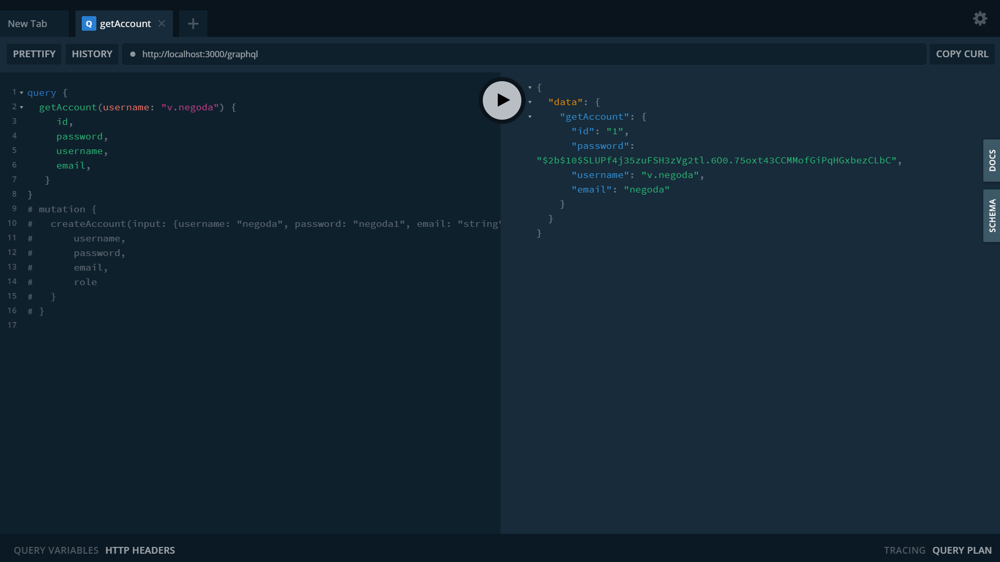 New Tab
Q getAccount
PRETTIFY HISTORY http://localhost:3000/graphql COPY CURL
1 query {
2 getAccount(username: "v.negoda") {
3 id,
4 password,
5 username,
6 email,
7 }
8 }
9 # mutation {
10 # createAccount(input: {username: "negoda", password: "negoda1", email: "string"
11 # username,
12 # password,
13 # email,
14 # role
15 # }
16 # }
17
{
"data": {
"getAccount": {
"id": "1",
"password":
"$2b$10$SLUPf4j35zuFSH3zVg2tl.6O0.75oxt43CCMMofGiPqHGxbezCLbC",
"username": "v.negoda",
"email": "negoda"
}
}
}
DOCS
SCHEMA
QUERY VARIABLES HTTP HEADERS
TRACING QUERY PLAN